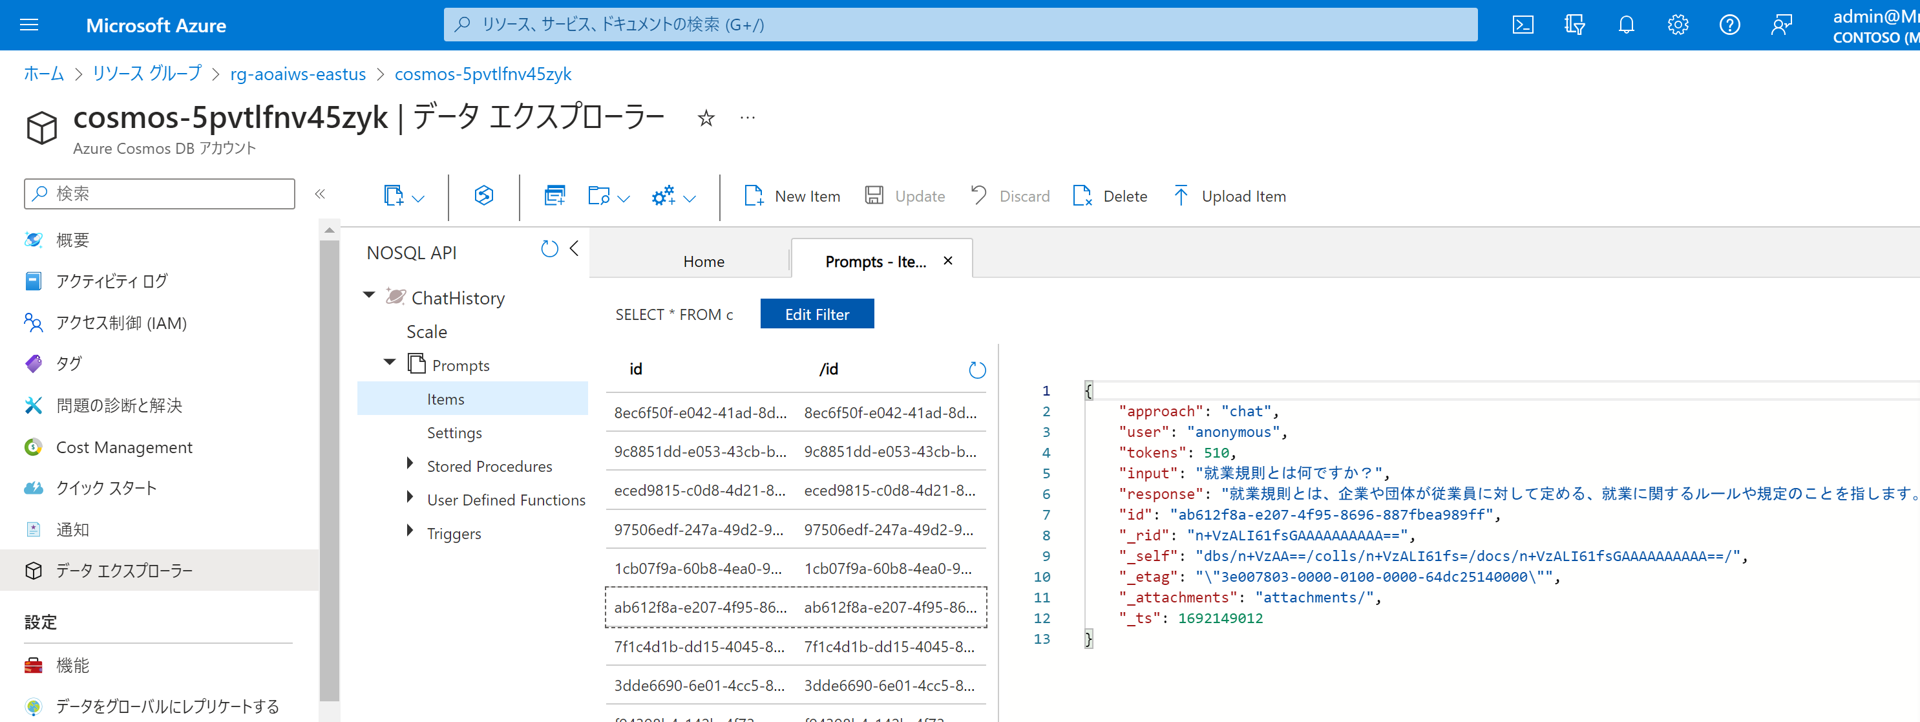 Microsoft Azure
リソース、サービス、ドキュメントの検索 (G+/)
admin@M
CONTOSO (M
ホーム > リソース グループ > rg-aoaiws-eastus > cosmos-5pvtlfnv45zyk
cosmos-5pvtlfnv45zyk | データ エクスプローラー ☆ ...
Azure Cosmos DB アカウント
検索
概要
アクティビティ ログ
アクセス制御 (IAM)
タグ
問題の診断と解決
Cost Management
クイック スタート
通知
データ エクスプローラー
設定
機能
データをグローバルにレプリケートする
New Item Update Discard Delete Upload Item
NOSQL API
ChatHistory
Scale
Prompts
Items
Settings
Stored Procedures
User Defined Functions
Triggers
Home Prompts - Ite...
SELECT * FROM c Edit Filter
id /id
8ec6f50f-e042-41ad-8d... 8ec6f50f-e042-41ad-8d...
9c8851dd-e053-43cb-b... 9c8851dd-e053-43cb-b...
eced9815-c0d8-4d21-8... eced9815-c0d8-4d21-8...
97506edf-247a-49d2-9... 97506edf-247a-49d2-9...
1cb07f9a-60b8-4ea0-9... 1cb07f9a-60b8-4ea0-9...
ab612f8a-e207-4f95-86... ab612f8a-e207-4f95-86...
7f1c4d1b-dd15-4045-8... 7f1c4d1b-dd15-4045-8...
3dde6690-6e01-4cc5-8... 3dde6690-6e01-4cc5-8...
1 {
2 "approach": "chat",
3 "user": "anonymous",
4 "tokens": 510,
5 "input": "就業規則とは何ですか？",
6 "response": "就業規則とは、企業や団体が従業員に対して定める、就業に関するルールや規定のことを指します。
7 "id": "ab612f8a-e207-4f95-8696-887fbea989ff",
8 "_rid": "n+VzALI61fsGAAAAAAAAAA==",
9 "_self": "dbs/n+VzAA==/colls/n+VzALI61fs=/docs/n+VzALI61fsGAAAAAAAAAA==/",
10 "_etag": "\"3e007803-0000-0100-0000-64dc25140000\"",
11 "_attachments": "attachments/",
12 "_ts": 1692149012
13 }